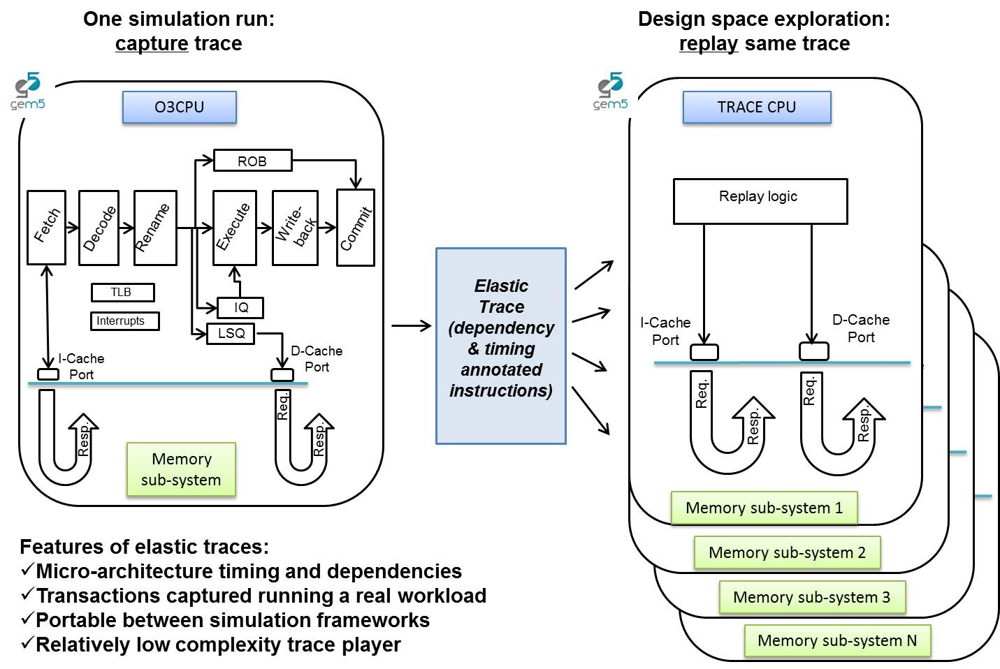 One simulation run:
capture trace
Design space exploration:
replay same trace
gem5
O3CPU
ROB
Fetch
Decode
Rename
Execute
Write-
back
Commit
TLB
Interrupts
IQ
LSQ
I-Cache
Port
D-Cache
Port
Resp.
Req.
Resp.
Memory
sub-system
Elastic
Trace
(dependency
& timing
annotated
instructions)
gem5
TRACE CPU
Replay logic
I-Cache
Port
D-Cache
Port
Req.
Resp.
Req.
Resp.
Memory sub-system 1
Memory sub-system 2
Memory sub-system 3
Memory sub-system N
Features of elastic traces:
✓Micro-architecture timing and dependencies
✓Transactions captured running a real workload
✓Portable between simulation frameworks
✓Relatively low complexity trace player